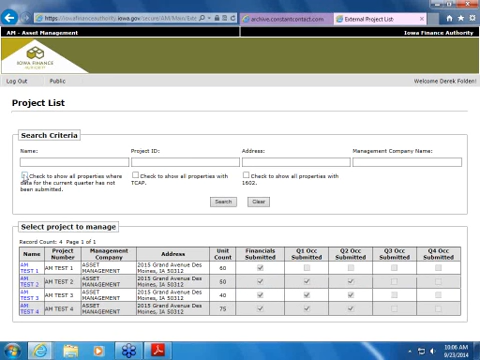 https://iowafinanceauthority.iowa.gov/secure/AM/Main/Exte
archive.constantcontact.com
External Project List
AM - Asset Management
Iowa Finance Authority
IOWA FINANCE
AUTHORITY
Log Out
Public
Welcome Derek Folden!
Project List
Search Criteria
Name:
Project ID:
Address:
Management Company Name:
Check to show all properties where
data for the current quarter has not
been submitted.
Check to show all properties with
TCAP.
Check to show all properties with
1602.
Search
Clear
Select project to manage
Record Count: 4 Page 1 of 1
Name
Project Number
Management Company
Address
Unit Count
Financials Submitted
Q1 Occ Submitted
Q2 Occ Submitted
Q3 Occ Submitted
Q4 Occ Submitted
AM TEST 1
AM TEST 1
ASSET MANAGEMENT
2015 Grand Avenue Des Moines, IA 50312
60
AM TEST 2
AM TEST 2
ASSET MANAGEMENT
2015 Grand Avenue Des Moines, IA 50312
50
AM TEST 3
AM TEST 3
ASSET MANAGEMENT
2015 Grand Avenue Des Moines, IA 50312
40
AM TEST 4
AM TEST 4
ASSET MANAGEMENT
2015 Grand Avenue Des Moines, IA 50312
75
10:06 AM
9/23/2014